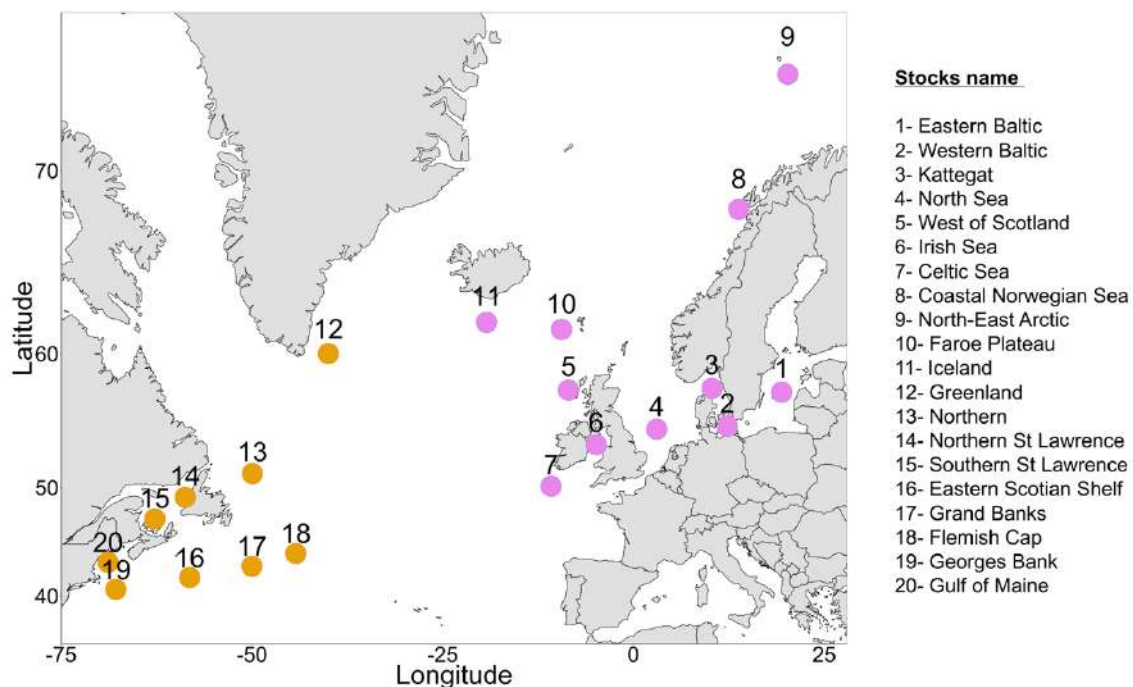 9
8
11
10
12
5
3
1
4
2
6
7
13
14
15
18
17
16
20
19
70
60
50
40
Latitude
-75
-50
-25
0
25
Longitude
Stocks name
1- Eastern Baltic
2- Western Baltic
3- Kattegat
4- North Sea
5- West of Scotland
6- Irish Sea
7- Celtic Sea
8- Coastal Norwegian Sea
9- North-East Arctic
10- Faroe Plateau
11- Iceland
12- Greenland
13- Northern
14- Northern St Lawrence
15- Southern St Lawrence
16- Eastern Scotian Shelf
17- Grand Banks
18- Flemish Cap
19- Georges Bank
20- Gulf of Maine